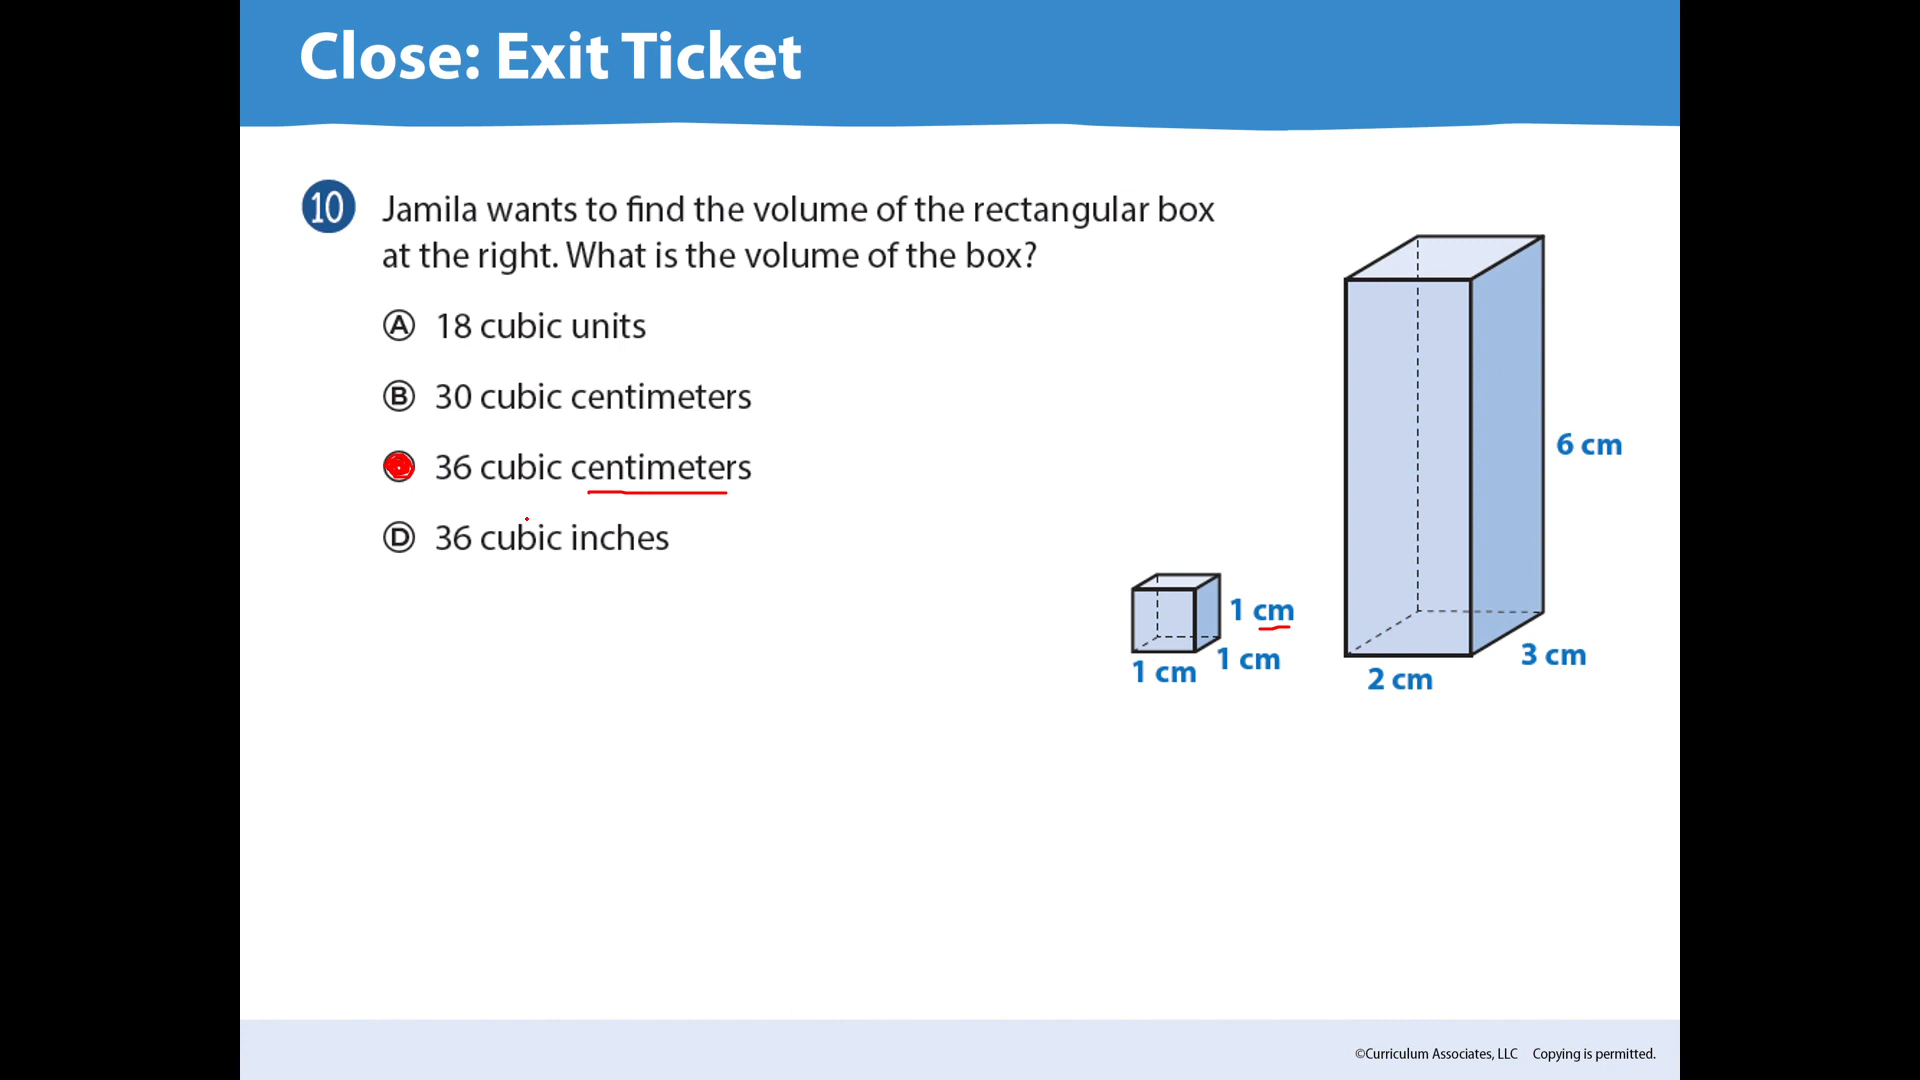 Close: Exit Ticket
10
Jamila wants to find the volume of the rectangular box
at the right. What is the volume of the box?
A 18 cubic units
B 30 cubic centimeters
36 cubic centimeters
D 36 cubic inches
6 cm
1 cm
1 cm
1 cm
3 cm
2 cm
©Curriculum Associates, LLC Copying is permitted.